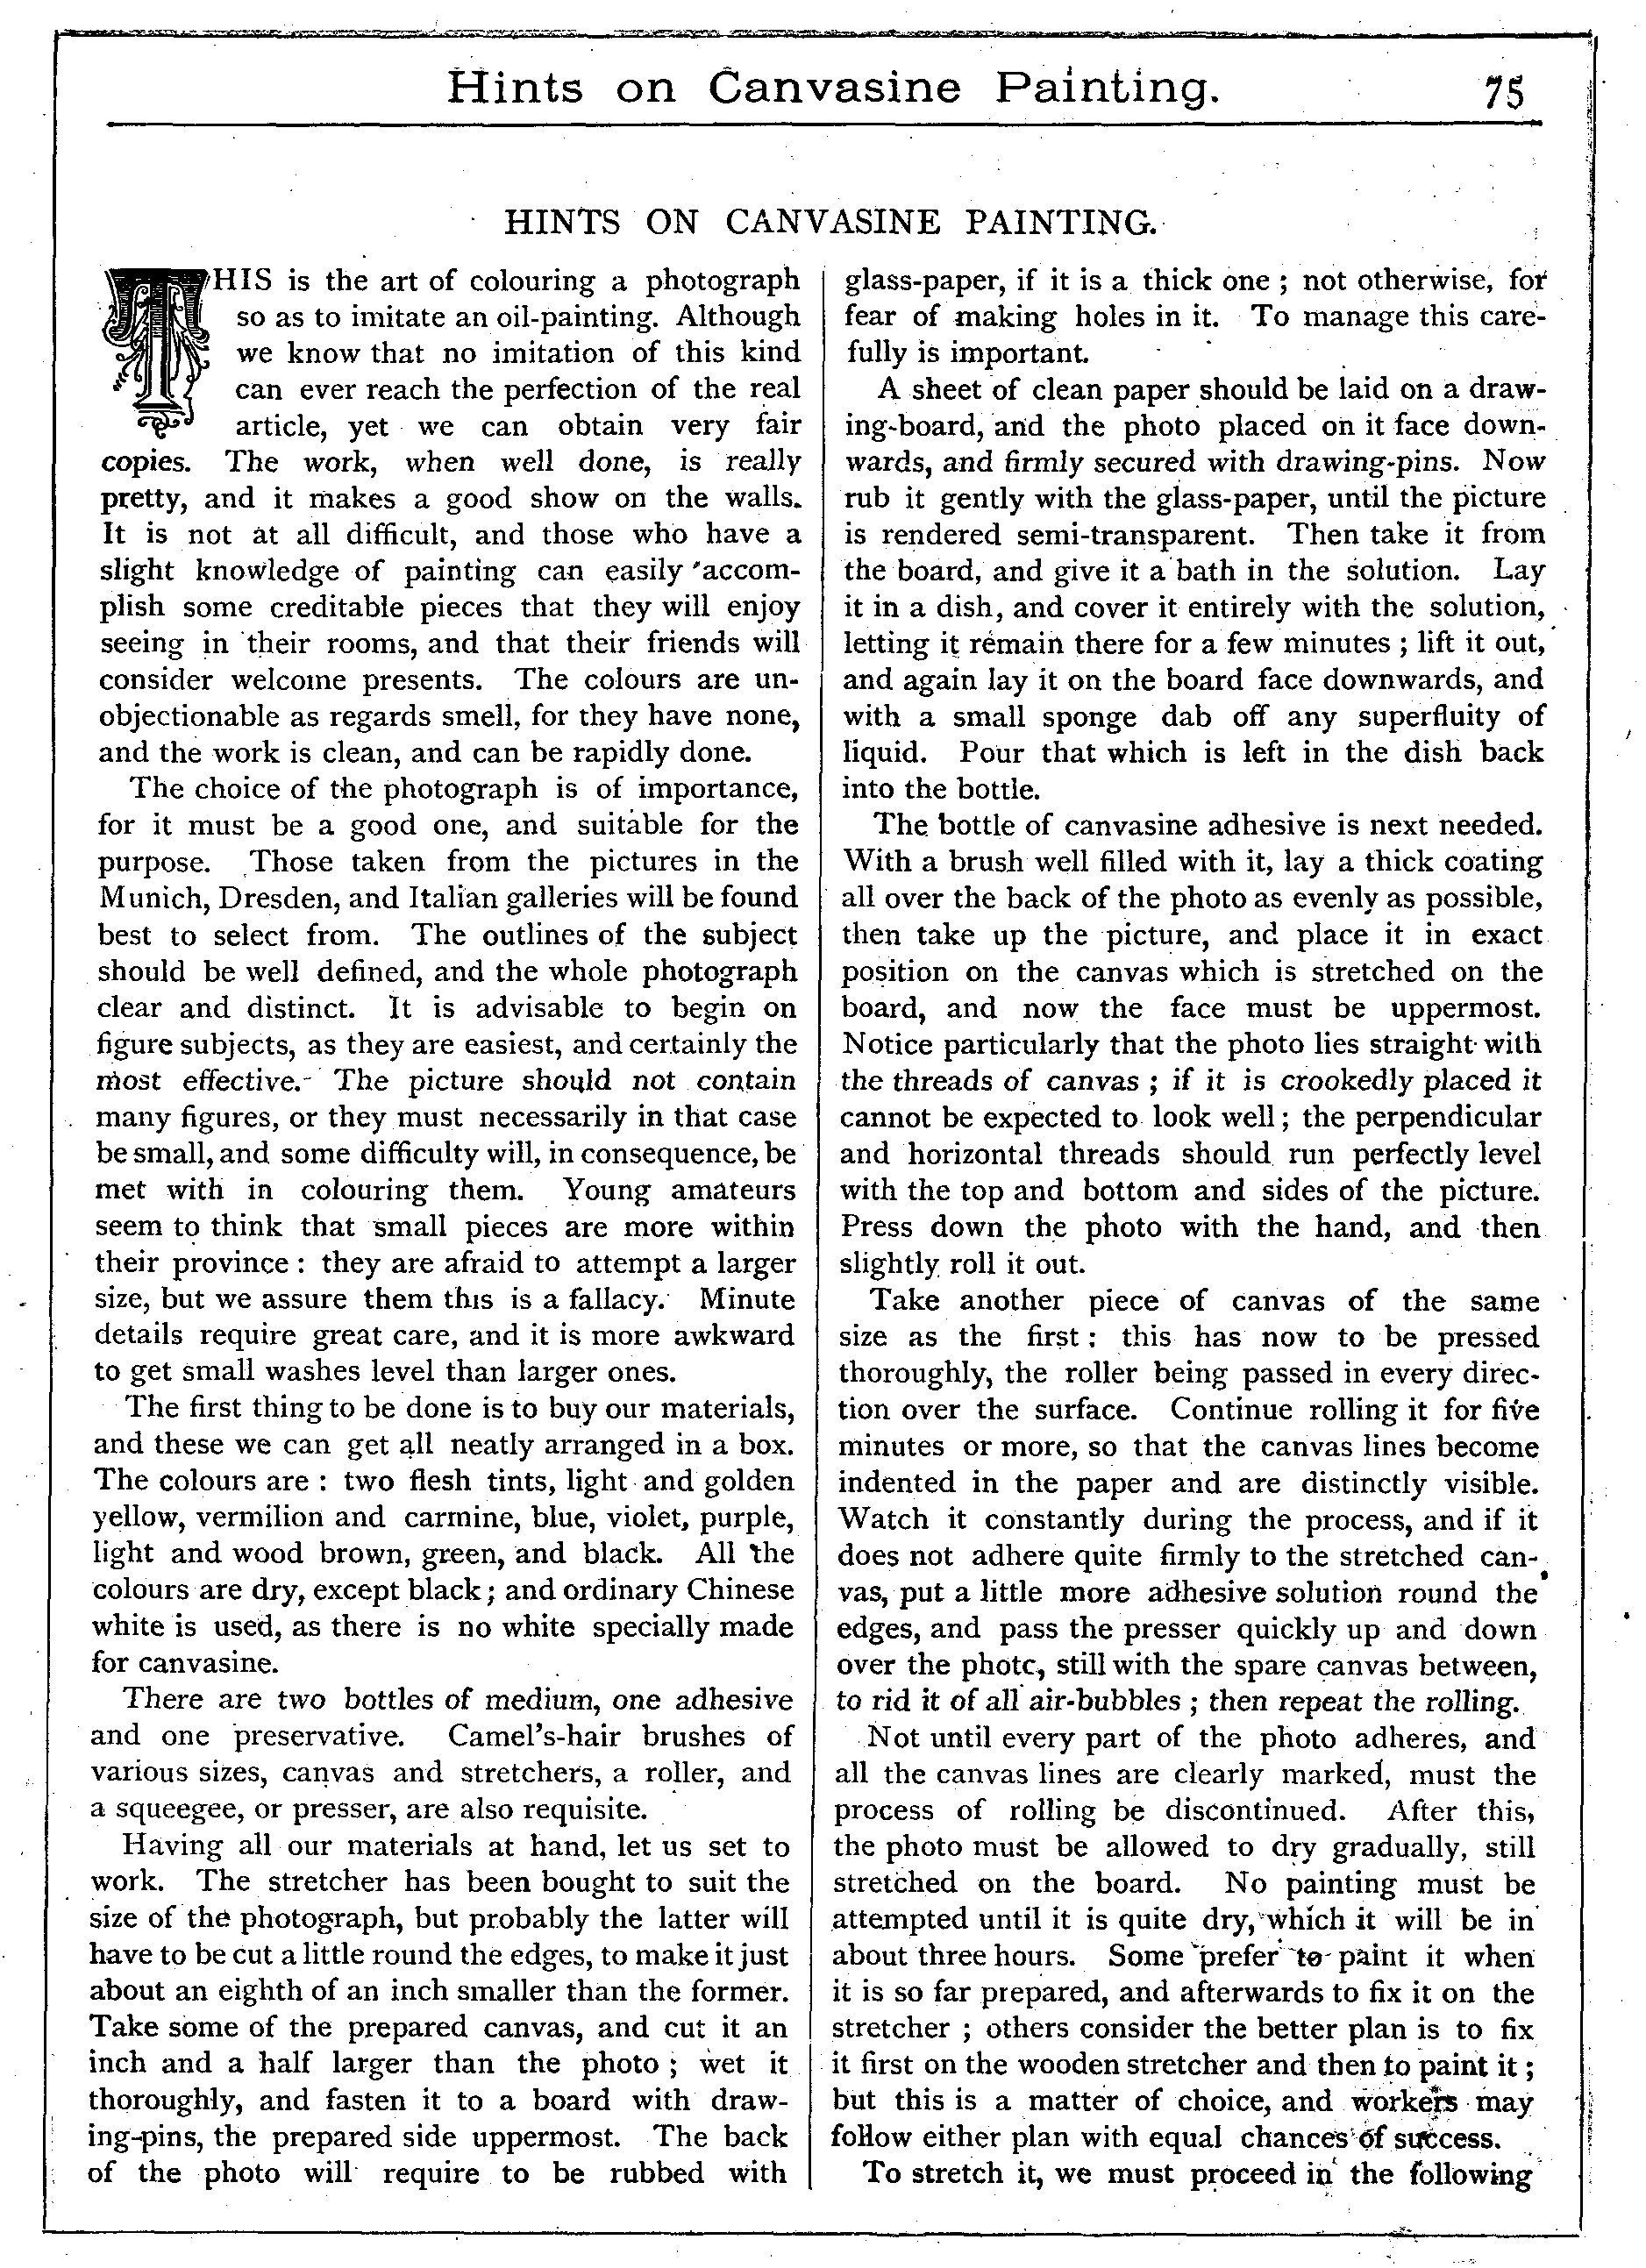 Hints on Canvasine Painting. 75
HINTS ON CANVASINE PAINTING.
THIS is the art of colouring a photograph
so as to imitate an oil-painting. Although
we know that no imitation of this kind
can ever reach the perfection of the real
article, yet we can obtain very fair
copies. The work, when well done, is really
pretty, and it makes a good show on the walls.
It is not at all difficult, and those who have a
slight knowledge of painting can easily accom-
plish some creditable pieces that they will enjoy
seeing in their rooms, and that their friends will
consider welcome presents. The colours are un-
objectionable as regards smell, for they have none,
and the work is clean, and can be rapidly done.
The choice of the photograph is of importance,
for it must be a good one, and suitable for the
purpose. Those taken from the pictures in the
Munich, Dresden, and Italian galleries will be found
best to select from. The outlines of the subject
should be well defined, and the whole photograph
clear and distinct. It is advisable to begin on
figure subjects, as they are easiest, and certainly the
most effective. The picture should not contain
many figures, or they must necessarily in that case
be small, and some difficulty will, in consequence, be
met with in colouring them. Young amateurs
seem to think that small pieces are more within
their province : they are afraid to attempt a larger
size, but we assure them this is a fallacy. Minute
details require great care, and it is more awkward
to get small washes level than larger ones.
The first thing to be done is to buy our materials,
and these we can get all neatly arranged in a box.
The colours are : two flesh tints, light and golden
yellow, vermilion and carmine, blue, violet, purple,
light and wood brown, green, and black. All the
colours are dry, except black ; and ordinary Chinese
white is used, as there is no white specially made
for canvasine.
There are two bottles of medium, one adhesive
and one preservative. Camel's-hair brushes of
various sizes, canvas and stretchers, a roller, and
a squeegee, or presser, are also requisite.
Having all our materials at hand, let us set to
work. The stretcher has been bought to suit the
size of the photograph, but probably the latter will
have to be cut a little round the edges, to make it just
about an eighth of an inch smaller than the former.
Take some of the prepared canvas, and cut it an
inch and a half larger than the photo ; wet it
thoroughly, and fasten it to a board with draw-
ing-pins, the prepared side uppermost. The back
of the photo will require to be rubbed with
glass-paper, if it is a thick one ; not otherwise, for
fear of making holes in it. To manage this care-
fully is important.
A sheet of clean paper should be laid on a draw-
ing-board, and the photo placed on it face down-
wards, and firmly secured with drawing-pins. Now
rub it gently with the glass-paper, until the picture
is rendered semi-transparent. Then take it from
the board, and give it a bath in the solution. Lay
it in a dish, and cover it entirely with the solution,
letting it remain there for a few minutes ; lift it out,
and again lay it on the board face downwards, and
with a small sponge dab off any superfluity of
liquid. Pour that which is left in the dish back
into the bottle.
The bottle of canvasine adhesive is next needed.
With a brush well filled with it, lay a thick coating
all over the back of the photo as evenly as possible,
then take up the picture, and place it in exact
position on the canvas which is stretched on the
board, and now the face must be uppermost.
Notice particularly that the photo lies straight with
the threads of canvas ; if it is crookedly placed it
cannot be expected to look well ; the perpendicular
and horizontal threads should run perfectly level
with the top and bottom and sides of the picture.
Press down the photo with the hand, and then
slightly roll it out.
Take another piece of canvas of the same
size as the first : this has now to be pressed
thoroughly, the roller being passed in every direc-
tion over the surface. Continue rolling it for five
minutes or more, so that the canvas lines become
indented in the paper and are distinctly visible.
Watch it constantly during the process, and if it
does not adhere quite firmly to the stretched can-
vas, put a little more adhesive solution round the
edges, and pass the presser quickly up and down
over the photo, still with the spare canvas between,
to rid it of all air-bubbles ; then repeat the rolling.
Not until every part of the photo adheres, and
all the canvas lines are clearly marked, must the
process of rolling be discontinued. After this,
the photo must be allowed to dry gradually, still
stretched on the board. No painting must be
attempted until it is quite dry, which it will be in
about three hours. Some prefer to paint it when
it is so far prepared, and afterwards to fix it on the
stretcher ; others consider the better plan is to fix
it first on the wooden stretcher and then to paint it ;
but this is a matter of choice, and workers may
follow either plan with equal chances of success.
To stretch it, we must proceed in the following